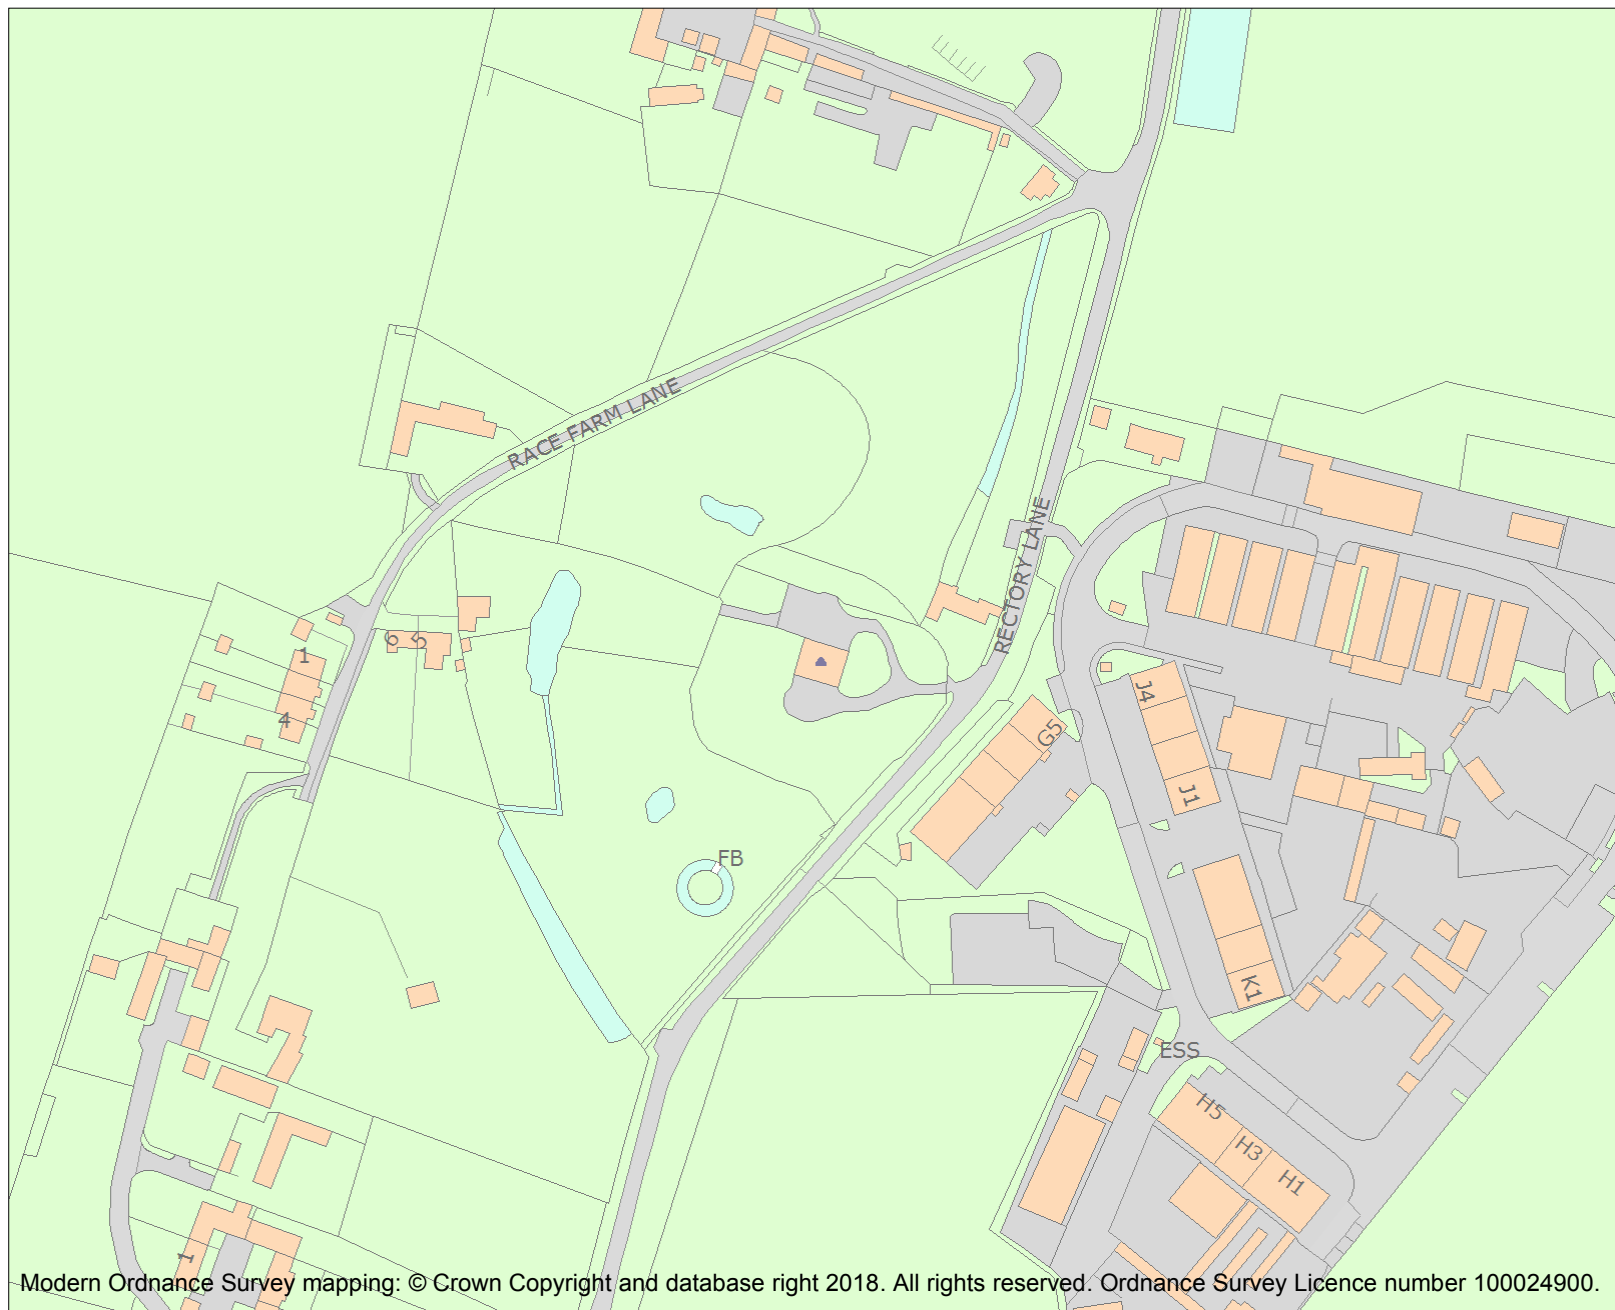 RACE FARM LANE
RECTORY LANE
6
5
1
4
J4
G5
J1
FB
K1
ESS
H5
H3
H1
1
Modern Ordnance Survey mapping: © Crown Copyright and database right 2018. All rights reserved. Ordnance Survey Licence number 100024900.